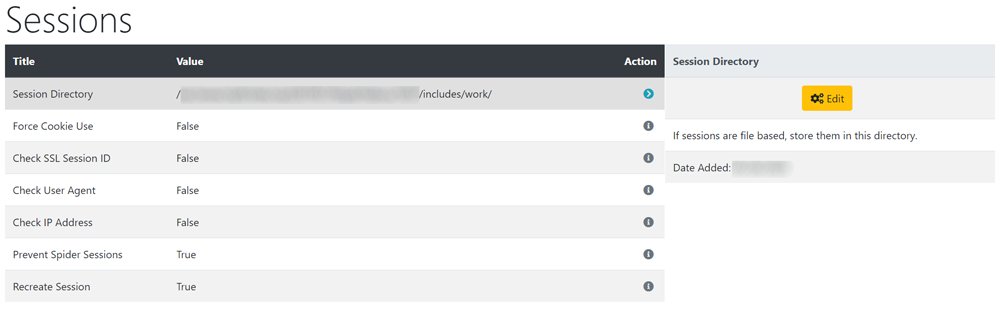 Sessions
Title Value Action
Session Directory / /includes/work/
Force Cookie Use False
Check SSL Session ID False
Check User Agent False
Check IP Address False
Prevent Spider Sessions True
Recreate Session True
Session Directory
Edit
If sessions are file based, store them in this directory.
Date Added: